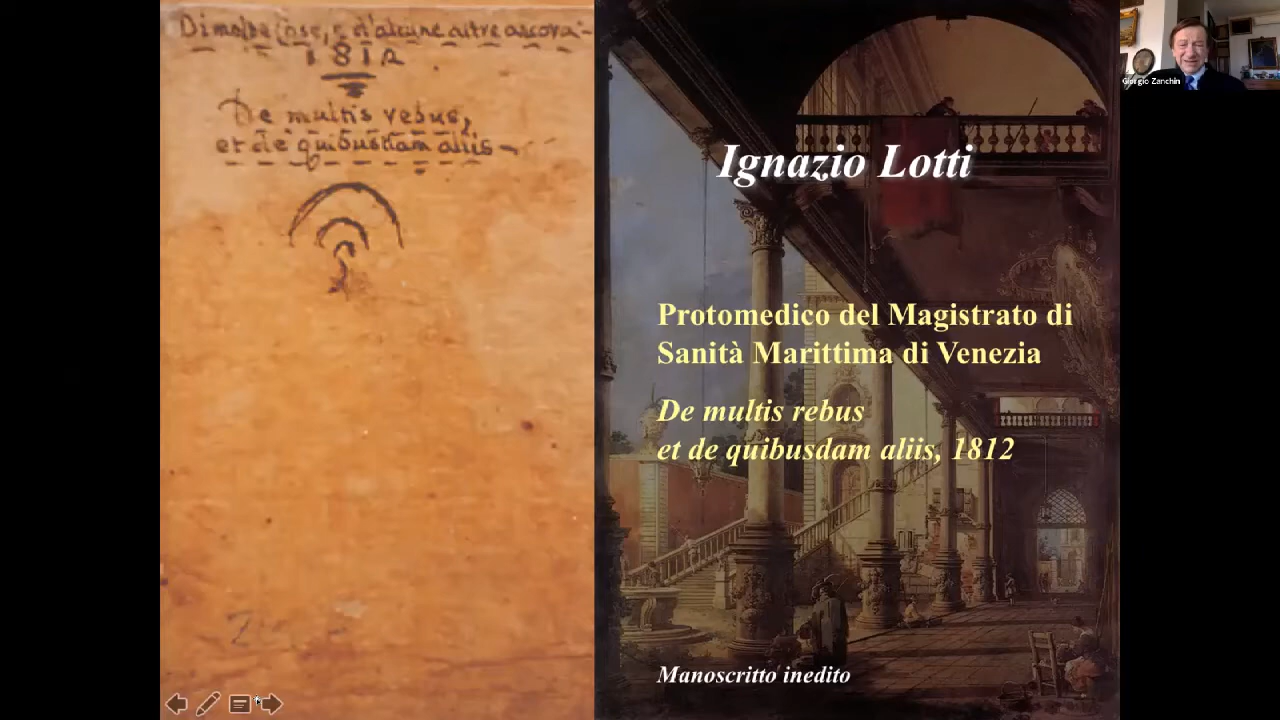 Di molte cose, e d'alcune altre ancora -
1812
De multis rebus,
et de quibusdam aliis -
Ignazio Lotti
Protomedico del Magistrato di
Sanità Marittima di Venezia
De multis rebus
et de quibusdam aliis, 1812
Manoscritto inedito
Giorgio Zanchin